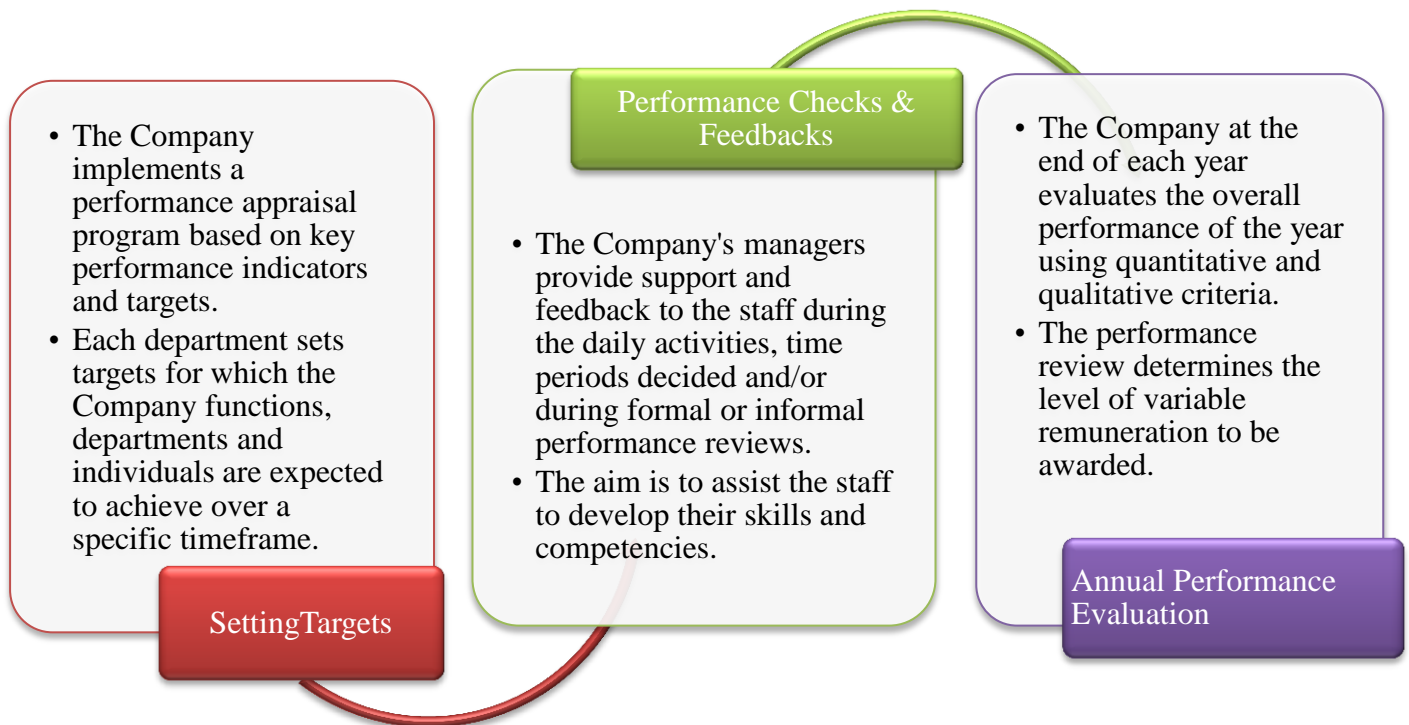 • The Company
implements a
performance appraisal
program based on key
performance indicators
and targets.
• Each department sets
targets for which the
Company functions,
departments and
individuals are expected
to achieve over a
specific timeframe.
SettingTargets
Performance Checks &
Feedbacks
• The Company's managers
provide support and
feedback to the staff during
the daily activities, time
periods decided and/or
during formal or informal
performance reviews.
• The aim is to assist the staff
to develop their skills and
competencies.
• The Company at the
end of each year
evaluates the overall
performance of the year
using quantitative and
qualitative criteria.
• The performance
review determines the
level of variable
remuneration to be
awarded.
Annual Performance
Evaluation